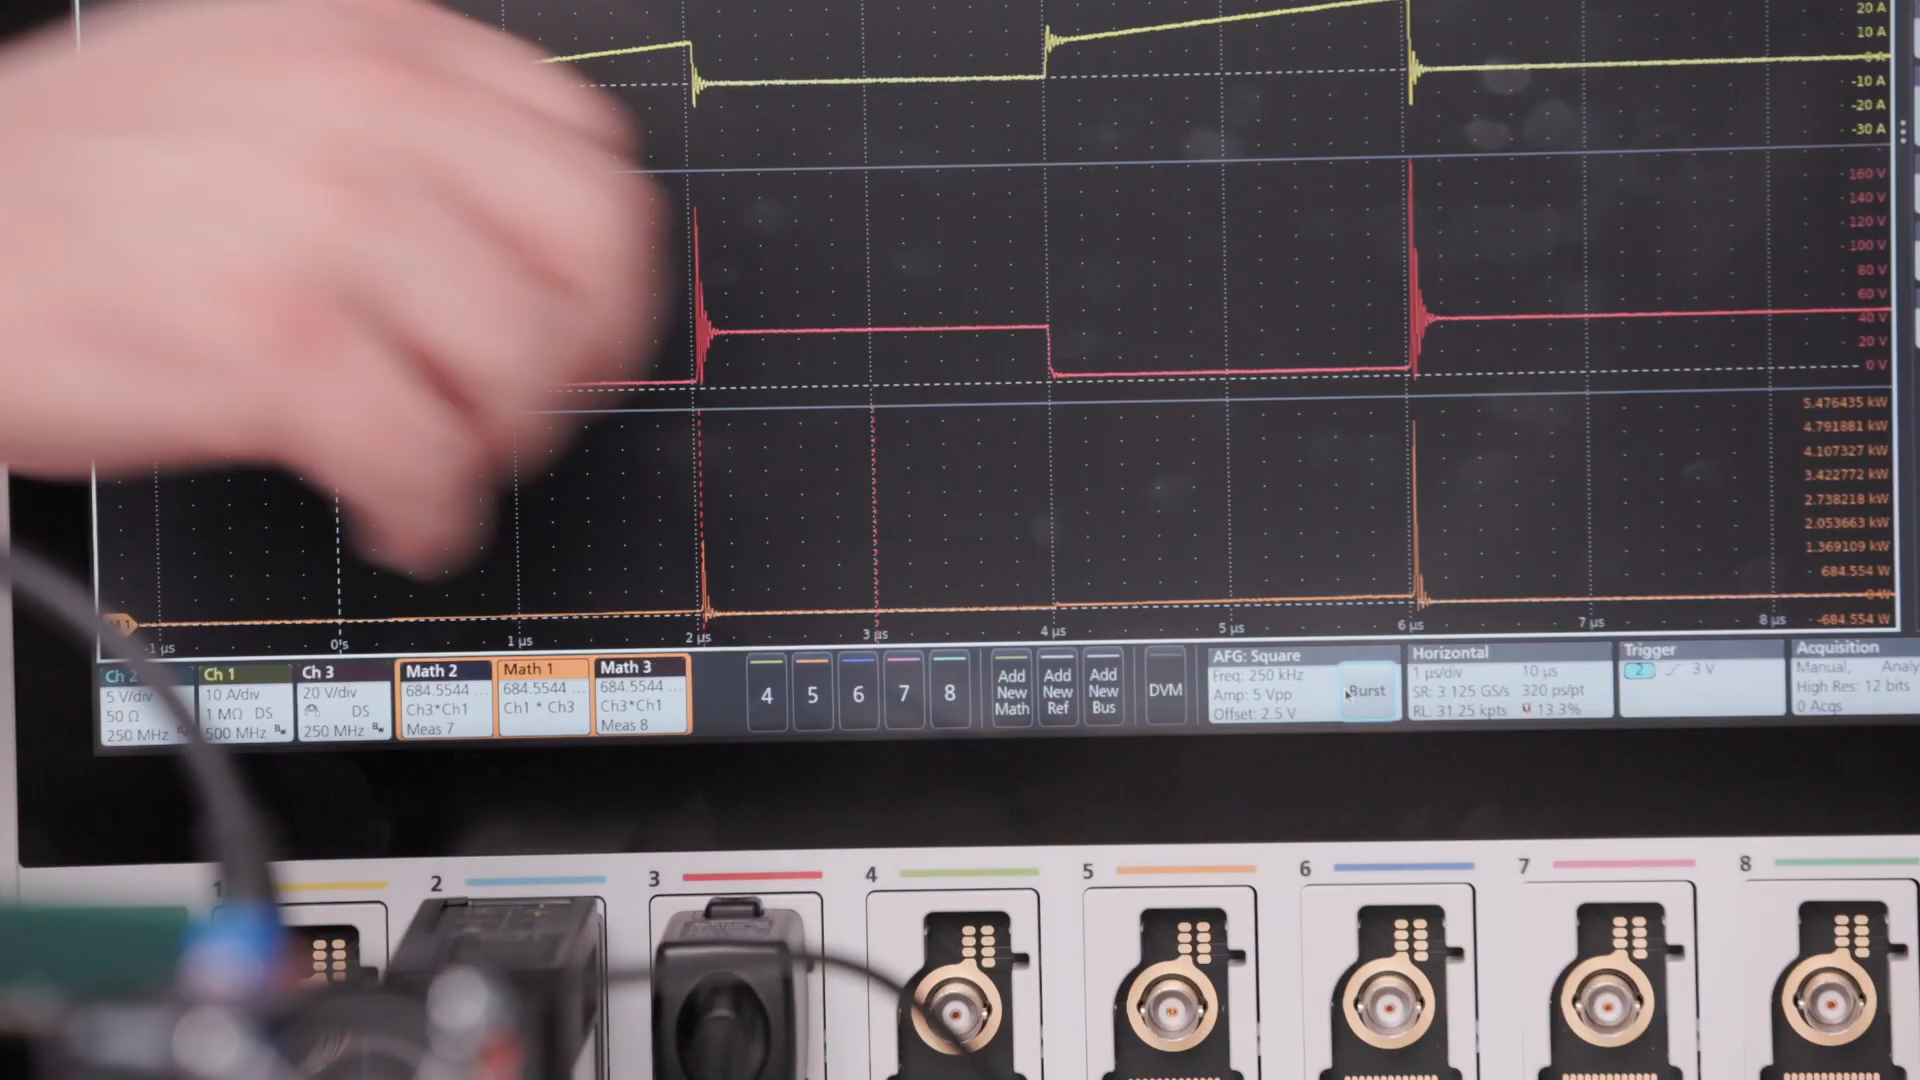 20 A
10 A
0 A
-10 A
-20 A
-30 A
160 V
140 V
120 V
100 V
80 V
60 V
40 V
20 V
0 V
5.476435 kW
4.791881 kW
4.107327 kW
3.422772 kW
2.738218 kW
2.053663 kW
1.369109 kW
684.554 W
0 W
-684.554 W
-1 µs 0 s 1 µs 2 µs 3 µs 4 µs 5 µs 6 µs 7 µs 8 µs
Ch 2
5 V/div
50 Ω
250 MHz
Ch 1
10 A/div
1 MΩ DS
500 MHz
Ch 3
20 V/div
DS
250 MHz
Math 2
684.5544 ...
Ch3*Ch1
Meas 7
Math 1
684.5544 ...
Ch1 * Ch3
Math 3
684.5544 ...
Ch3*Ch1
Meas 8
4 5 6 7 8
Add New Math
Add New Ref
Add New Bus
DVM
AFG: Square
Freq: 250 kHz
Amp: 5 Vpp
Offset: 2.5 V
Burst
Horizontal
1 µs/div 10 µs
SR: 3.125 GS/s 320 ps/pt
RL: 31.25 kpts 13.3%
Trigger
2 3 V
Acquisition
Manual, Analy
High Res: 12 bits
0 Acqs
1 2 3 4 5 6 7 8